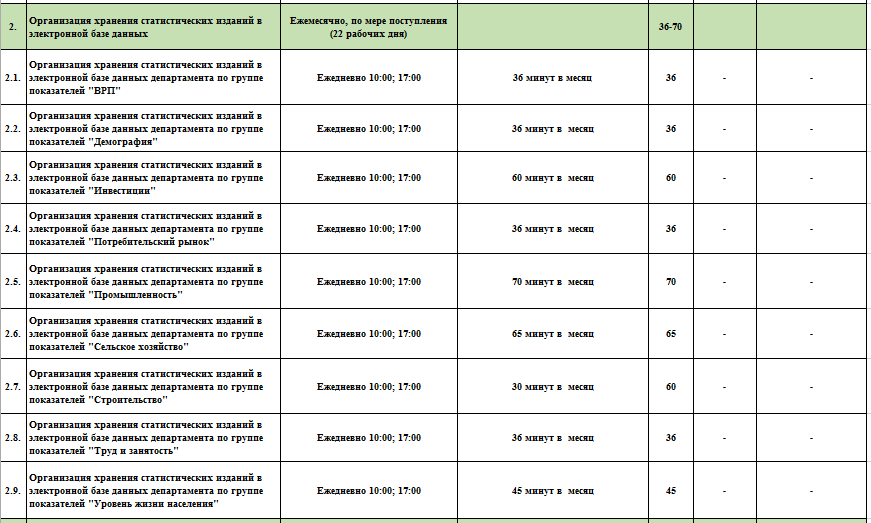 2. Организация хранения статистических изданий в электронной базе данных Ежемесячно, по мере поступления (22 рабочих дня) 36-70
2.1. Организация хранения статистических изданий в электронной базе данных департамента по группе показателей "ВРП" Ежедневно 10:00; 17:00 36 минут в месяц 36 - -
2.2. Организация хранения статистических изданий в электронной базе данных департамента по группе показателей "Демография" Ежедневно 10:00; 17:00 36 минут в месяц 36 - -
2.3. Организация хранения статистических изданий в электронной базе данных департамента по группе показателей "Инвестиции" Ежедневно 10:00; 17:00 60 минут в месяц 60 - -
2.4. Организация хранения статистических изданий в электронной базе данных департамента по группе показателей "Потребительский рынок" Ежедневно 10:00; 17:00 36 минут в месяц 36 - -
2.5. Организация хранения статистических изданий в электронной базе данных департамента по группе показателей "Промышленность" Ежедневно 10:00; 17:00 70 минут в месяц 70 - -
2.6. Организация хранения статистических изданий в электронной базе данных департамента по группе показателей "Сельское хозяйство" Ежедневно 10:00; 17:00 65 минут в месяц 65 - -
2.7. Организация хранения статистических изданий в электронной базе данных департамента по группе показателей "Строительство" Ежедневно 10:00; 17:00 30 минут в месяц 60 - -
2.8. Организация хранения статистических изданий в электронной базе данных департамента по группе показателей "Труд и занятость" Ежедневно 10:00; 17:00 36 минут в месяц 36 - -
2.9. Организация хранения статистических изданий в электронной базе данных департамента по группе показателей "Уровень жизни населения" Ежедневно 10:00; 17:00 45 минут в месяц 45 - -